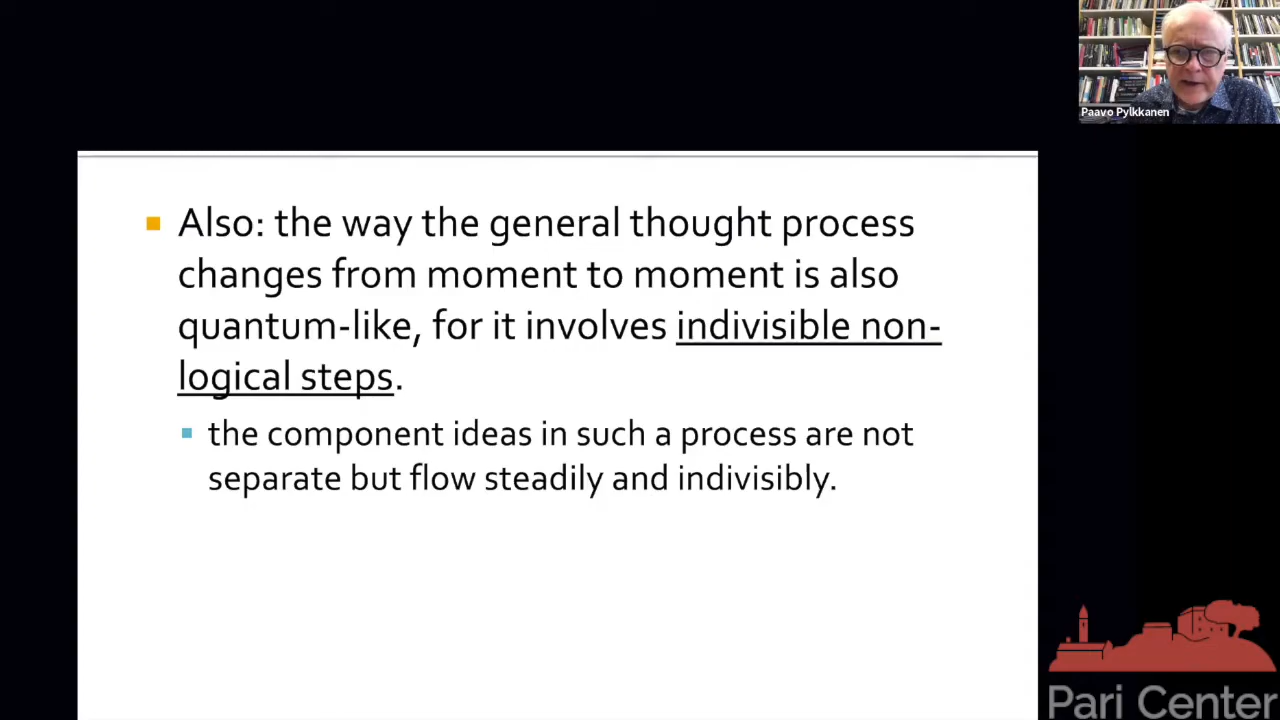 Paavo Pylkkanen
Also: the way the general thought process
changes from moment to moment is also
quantum-like, for it involves indivisible non-
logical steps.
the component ideas in such a process are not
separate but flow steadily and indivisibly.
Pari Center